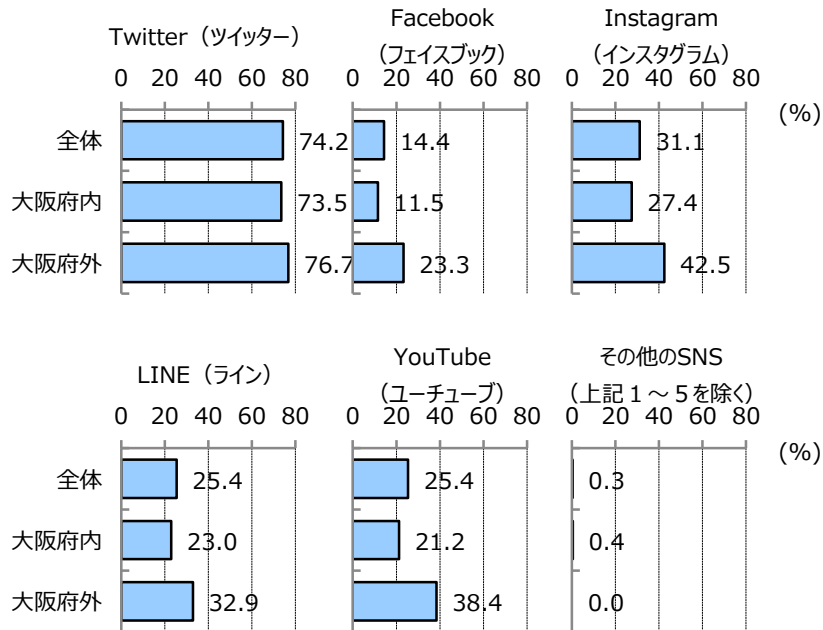 Twitter（ツイッター）
Facebook
（フェイスブック）
Instagram
（インスタグラム）
0 20 40 60 80
0 20 40 60 80
0 20 40 60 80
(%)
全体 74.2 14.4 31.1
大阪府内 73.5 11.5 27.4
大阪府外 76.7 23.3 42.5
LINE（ライン）
YouTube
（ユーチューブ）
その他のSNS
（上記１～５を除く）
0 20 40 60 80
0 20 40 60 80
0 20 40 60 80
(%)
全体 25.4 25.4 0.3
大阪府内 23.0 21.2 0.4
大阪府外 32.9 38.4 0.0